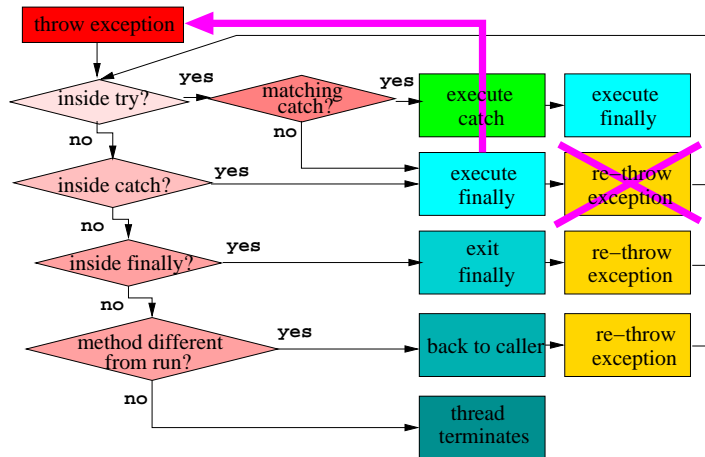 throw exception
yes
yes
inside try?
matching
catch?
execute
catch
execute
finally
no
no
inside catch?
yes
execute
finally
re−throw
exception
no
inside finally?
yes
exit
finally
re−throw
exception
no
method different
from run?
yes
back to caller
re−throw
exception
no
thread
terminates